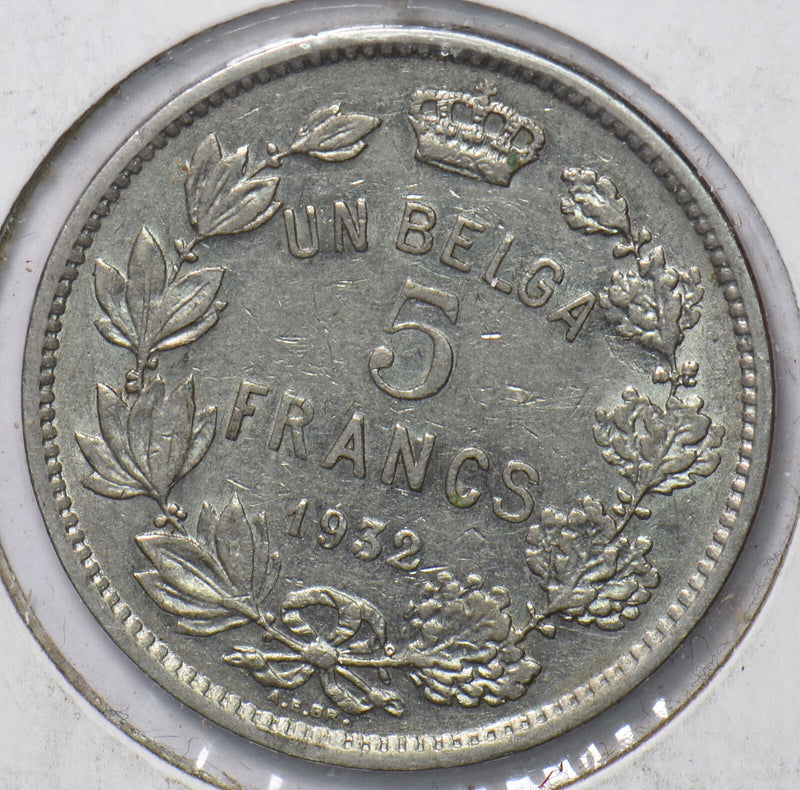 UN BELGA
5
FRANCS
1932